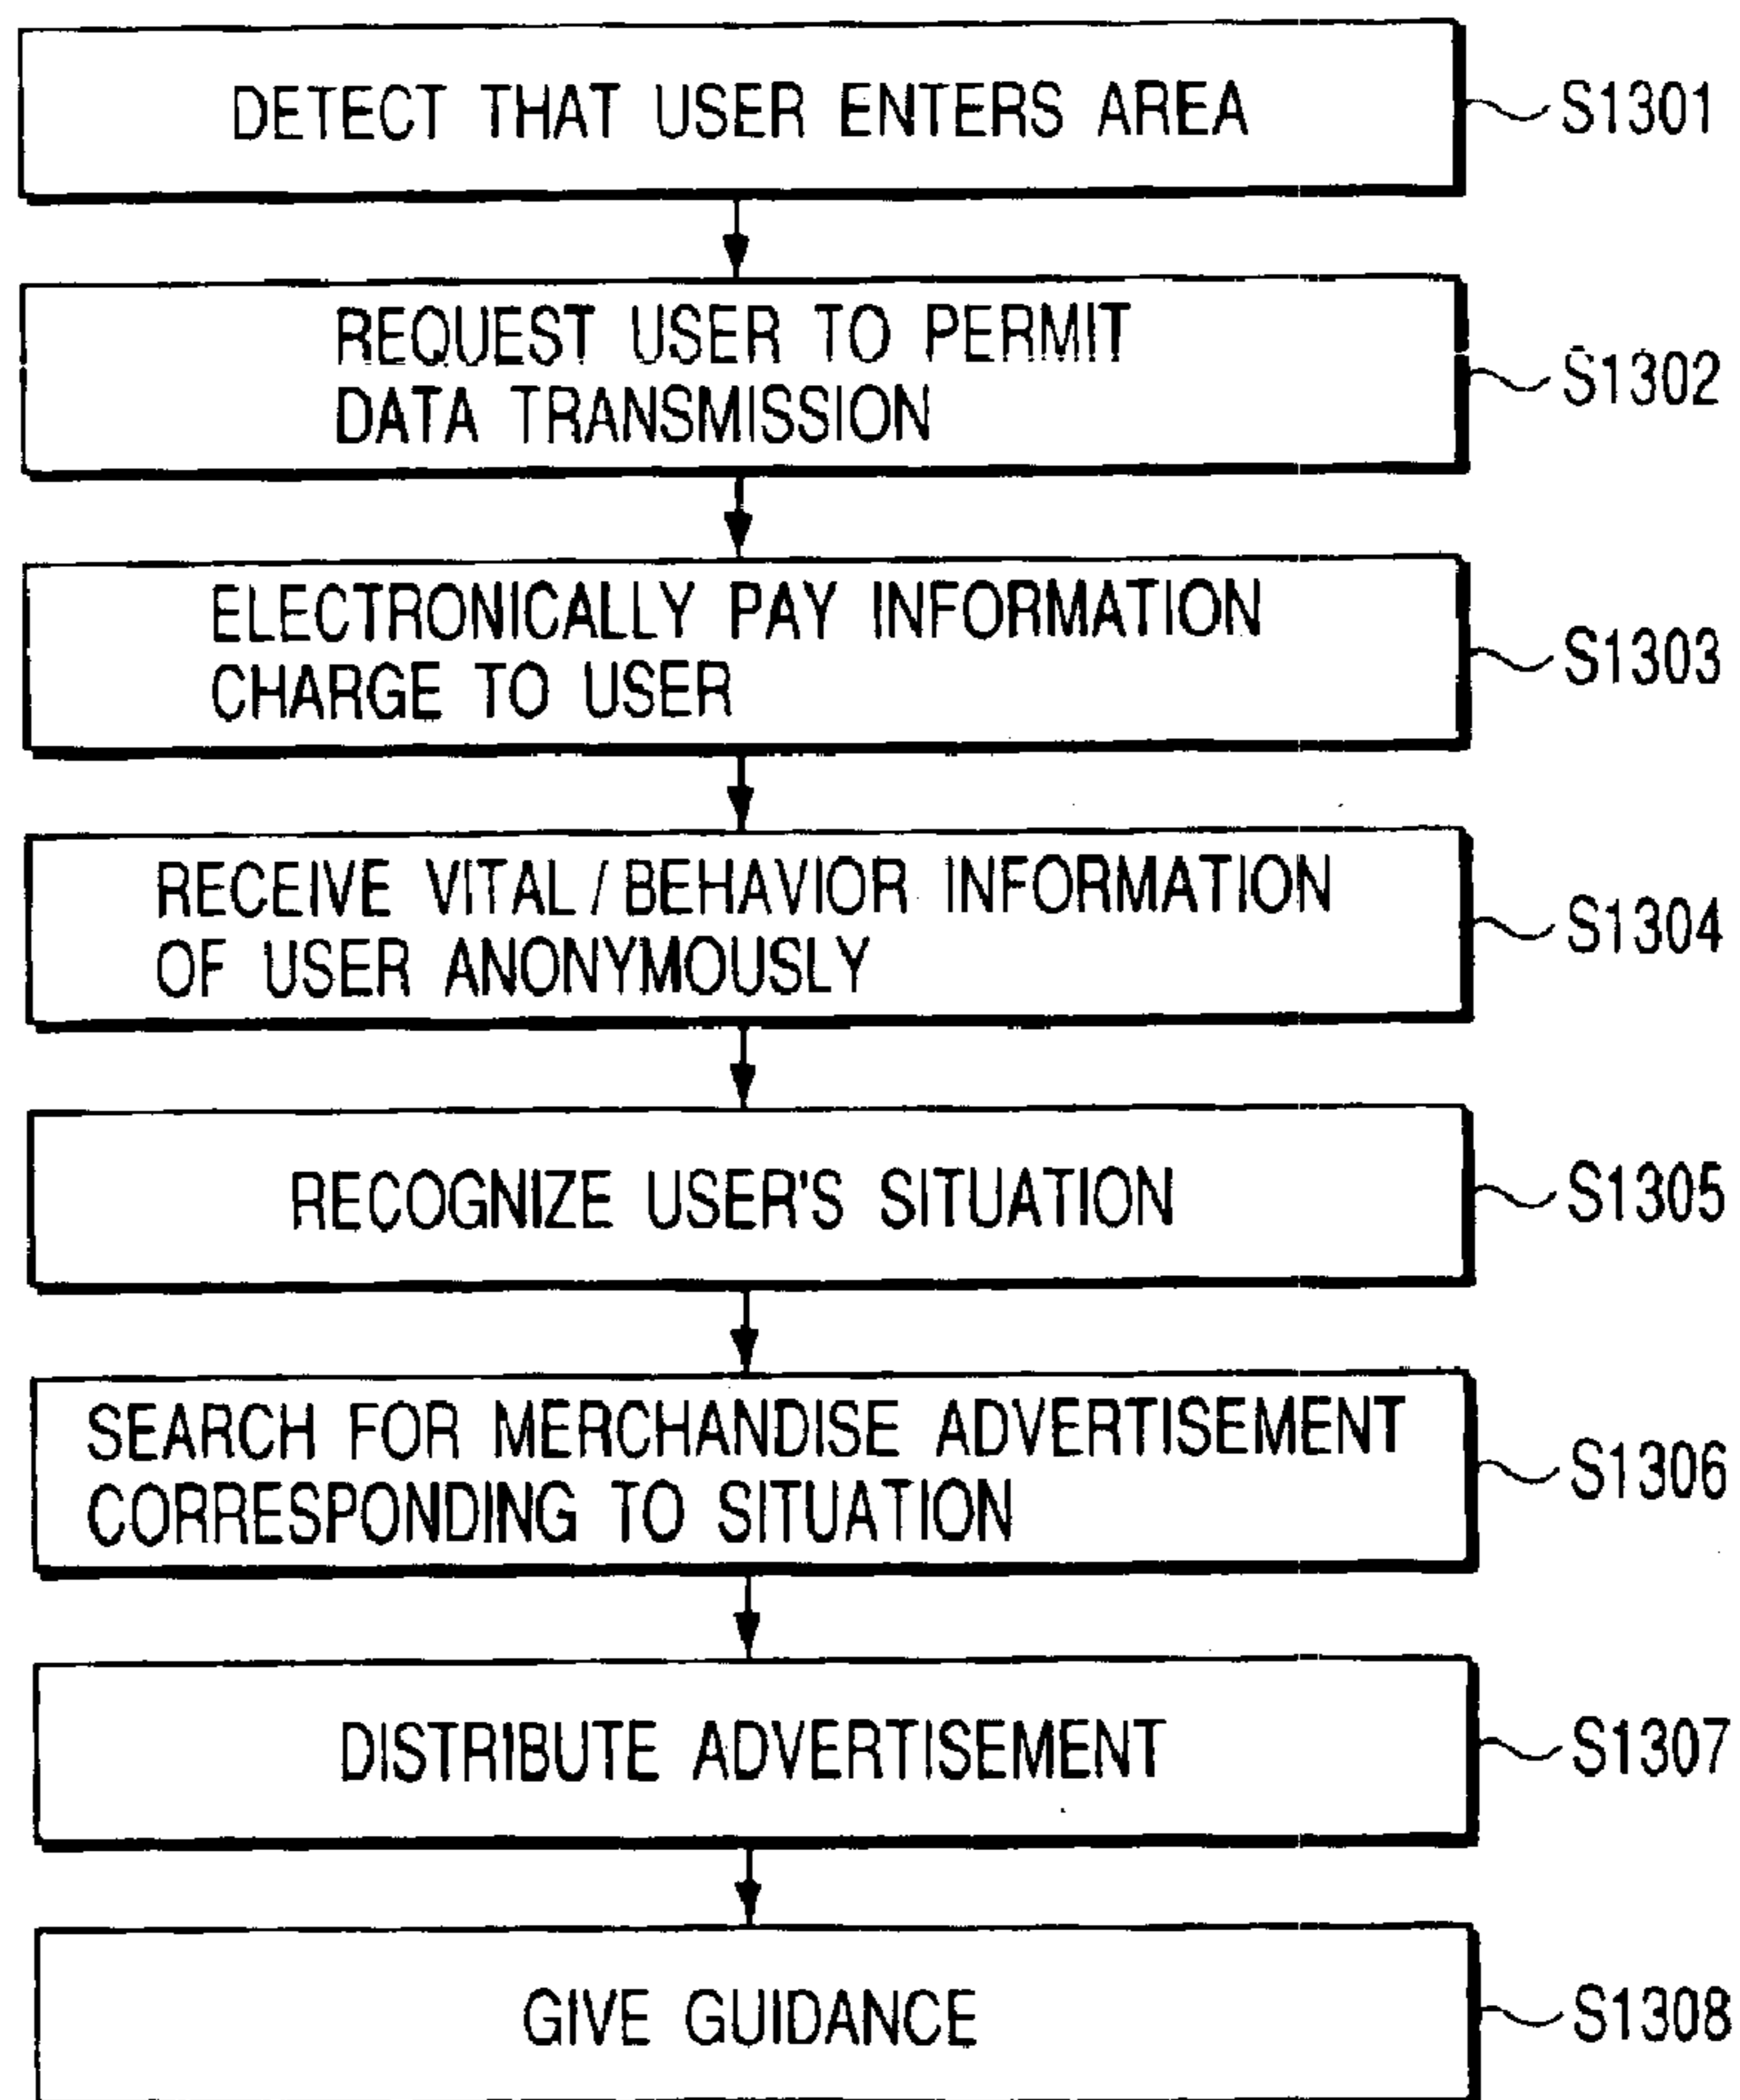 DETECT THAT USER ENTERS AREA
S1301
REQUEST USER TO PERMIT
DATA TRANSMISSION
S1302
ELECTRONICALLY PAY INFORMATION
CHARGE TO USER
S1303
RECEIVE VITAL/BEHAVIOR INFORMATION
OF USER ANONYMOUSLY
S1304
RECOGNIZE USER'S SITUATION
S1305
SEARCH FOR MERCHANDISE ADVERTISEMENT
CORRESPONDING TO SITUATION
S1306
DISTRIBUTE ADVERTISEMENT
S1307
GIVE GUIDANCE
S1308